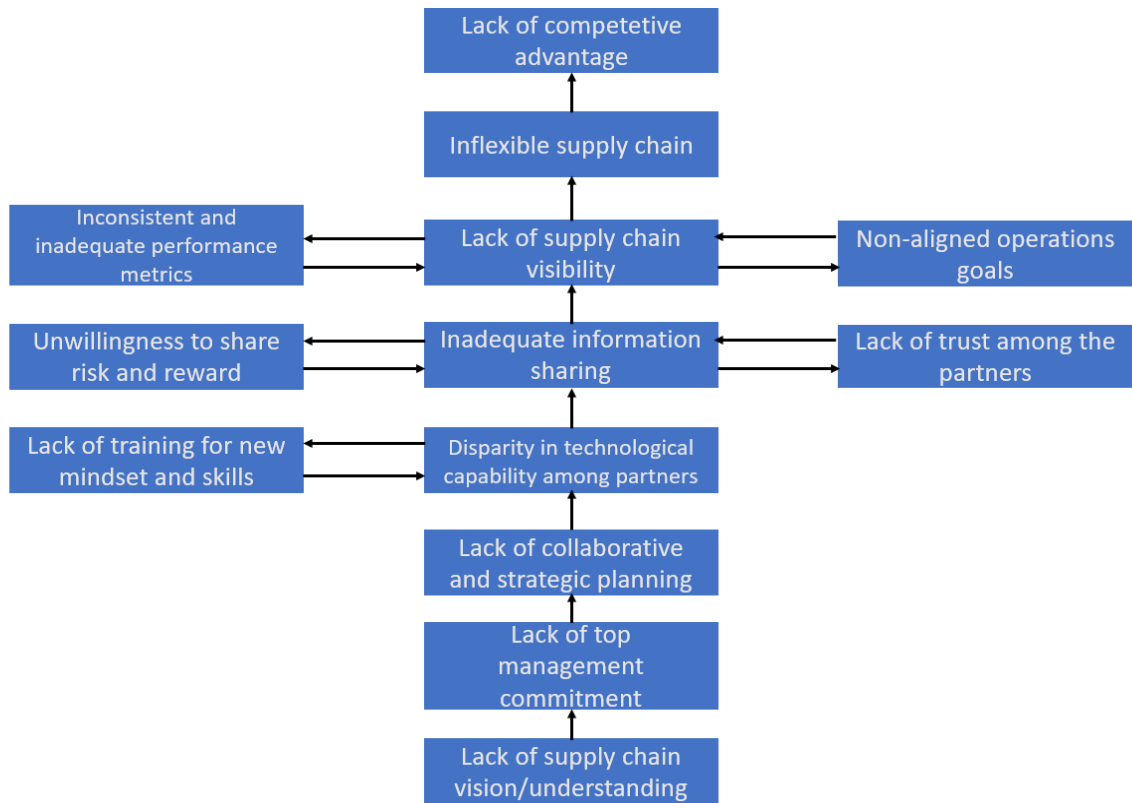 Lack of competetive
advantage
Inflexible supply chain
Inconsistent and
inadequate performance
metrics
Lack of supply chain
visibility
Non-aligned operations
goals
Unwillingness to share
risk and reward
Inadequate information
sharing
Lack of trust among the
partners
Lack of training for new
mindset and skills
Disparity in technological
capability among partners
Lack of collaborative
and strategic planning
Lack of top
management
commitment
Lack of supply chain
vision/understanding